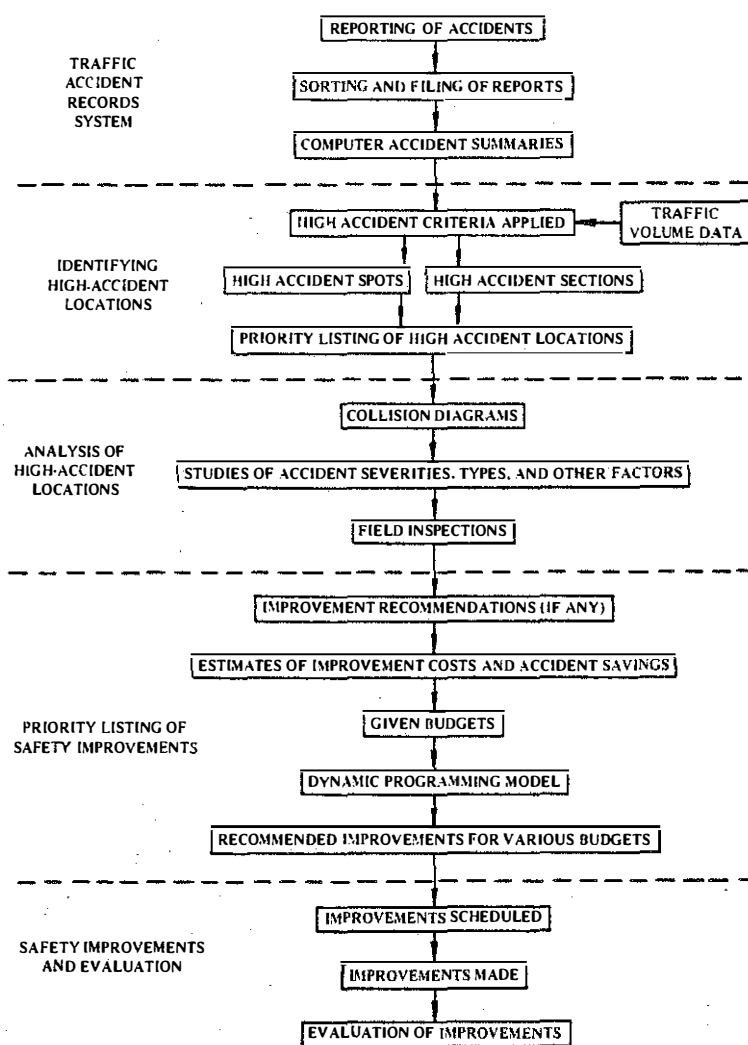 REPORTING OF ACCIDENTS
TRAFFIC
ACCIDENT
RECORDS
SYSTEM
SORTING AND FILING OF REPORTS
COMPUTER ACCIDENT SUMMARIES
HIGH ACCIDENT CRITERIA APPLIED
TRAFFIC
VOLUME DATA
IDENTIFYING
HIGH-ACCIDENT
LOCATIONS
HIGH ACCIDENT SPOTS
HIGH ACCIDENT SECTIONS
PRIORITY LISTING OF HIGH ACCIDENT LOCATIONS
COLLISION DIAGRAMS
ANALYSIS OF
HIGH-ACCIDENT
LOCATIONS
STUDIES OF ACCIDENT SEVERITIES, TYPES, AND OTHER FACTORS
FIELD INSPECTIONS
IMPROVEMENT RECOMMENDATIONS (IF ANY)
ESTIMATES OF IMPROVEMENT COSTS AND ACCIDENT SAVINGS
PRIORITY LISTING OF
SAFETY IMPROVEMENTS
GIVEN BUDGETS
DYNAMIC PROGRAMMING MODEL
RECOMMENDED IMPROVEMENTS FOR VARIOUS BUDGETS
IMPROVEMENTS SCHEDULED
SAFETY IMPROVEMENTS
AND EVALUATION
IMPROVEMENTS MADE
EVALUATION OF IMPROVEMENTS